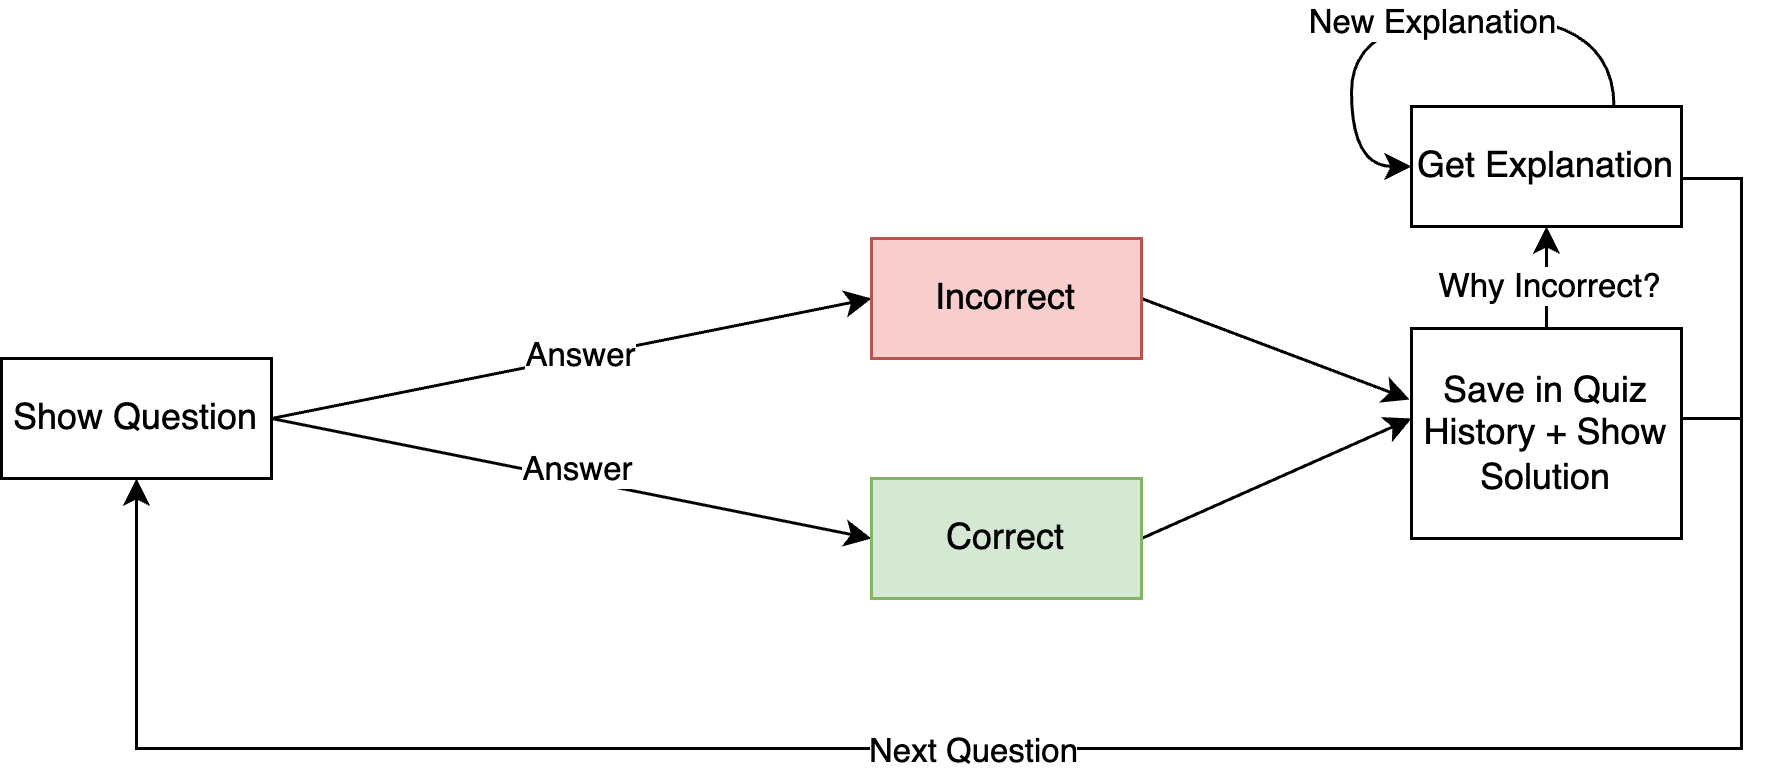 New Explanation
Get Explanation
Why Incorrect?
Incorrect
Answer
Show Question
Save in Quiz
History + Show
Solution
Answer
Correct
Next Question